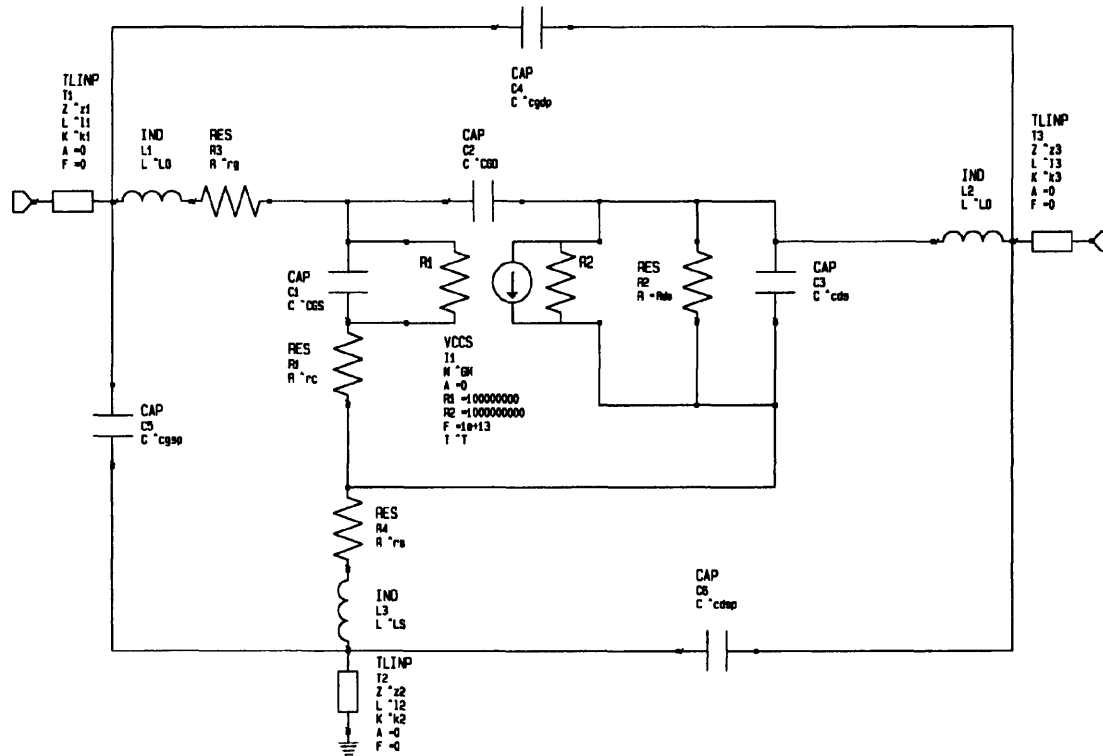 CAP
C4
C ^cgdp
TLINP
T1
Z ^z1
L ^l1
K ^k1
A =0
F =0
IND
L1
L ^LG
RES
R3
R ^rg
CAP
C2
C ^CGD
TLINP
T3
Z ^z3
L ^l3
K ^k3
A =0
F =0
IND
L2
L ^LD
CAP
C1
C ^CGS
R1
R2
RES
R2
R =Rds
CAP
C3
C ^cds
RES
R1
R ^rc
VCCS
I1
M ^GM
A =0
R1 =100000000
R2 =1000000000
F =1e+13
T ^T
CAP
C5
C ^cgsp
RES
R4
R ^rs
IND
L3
L ^LS
CAP
C6
C ^cdsp
TLINP
T2
Z ^z2
L ^l2
K ^k2
A =0
F =0